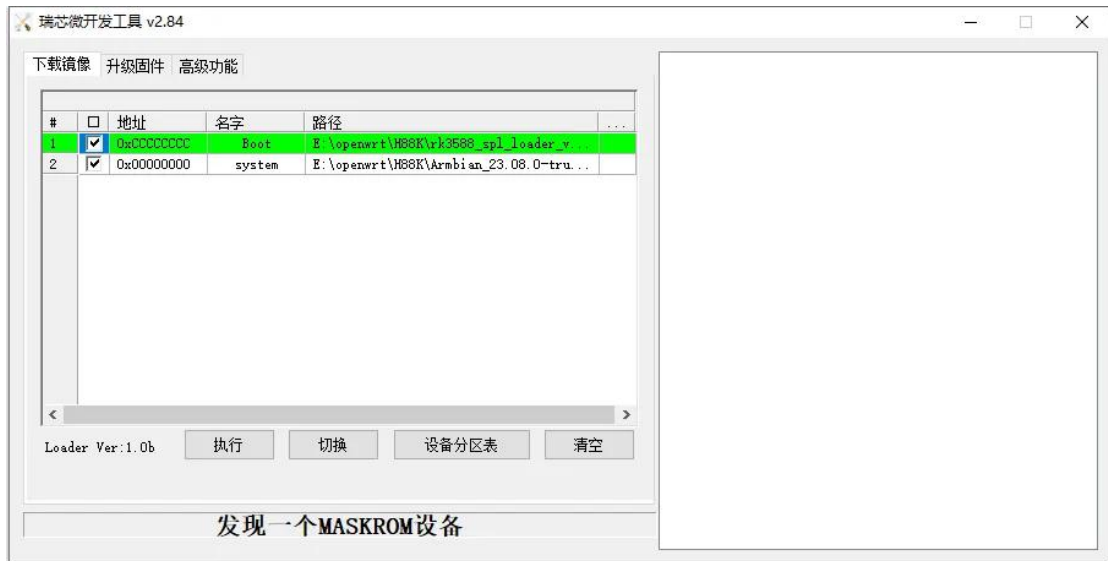 瑞芯微开发工具 v2.84
下载镜像 升级固件 高级功能
# 地址 名字 路径 ...
1 0xCCCCCCCC Boot E:\openwrt\H88K\rk3588_spl_loader_v...
2 0x00000000 system E:\openwrt\H88K\Armbian_23.08.0-tru...
Loader Ver:1.0b 执行 切换 设备分区表 清空
发现一个MASKROM设备